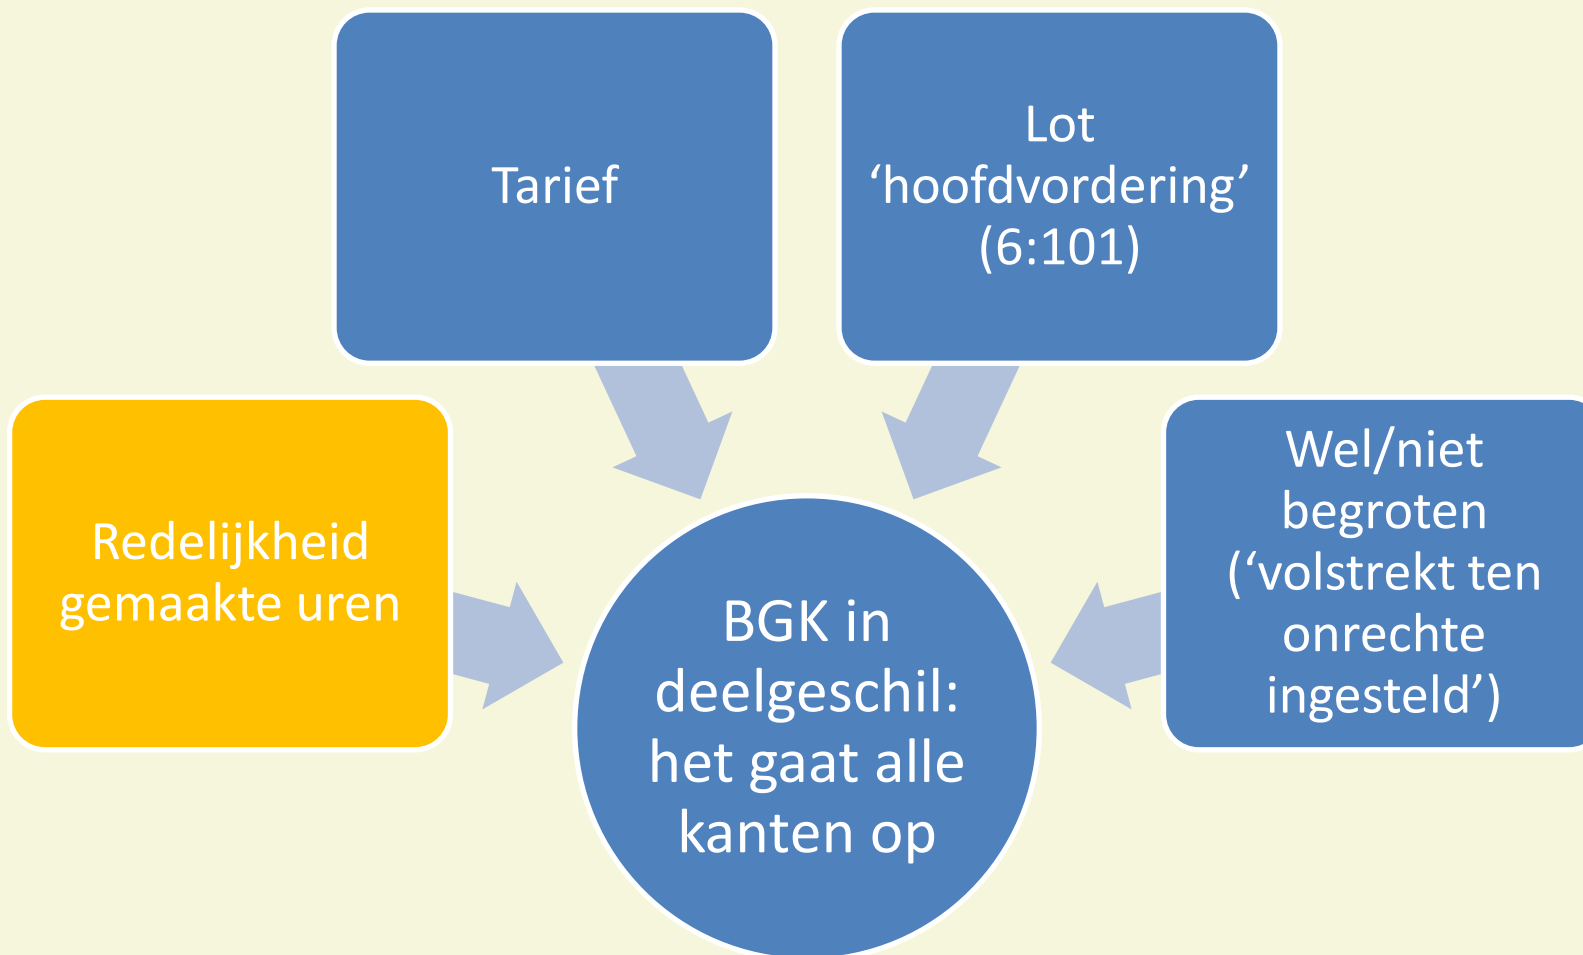 Tarief
Lot
‘hoofdvordering’
(6:101)
Redelijkheid
gemaakte uren
Wel/niet
begroten
(‘volstrekt ten
onrechte
ingesteld’)
BGK in
deelgeschil:
het gaat alle
kanten op